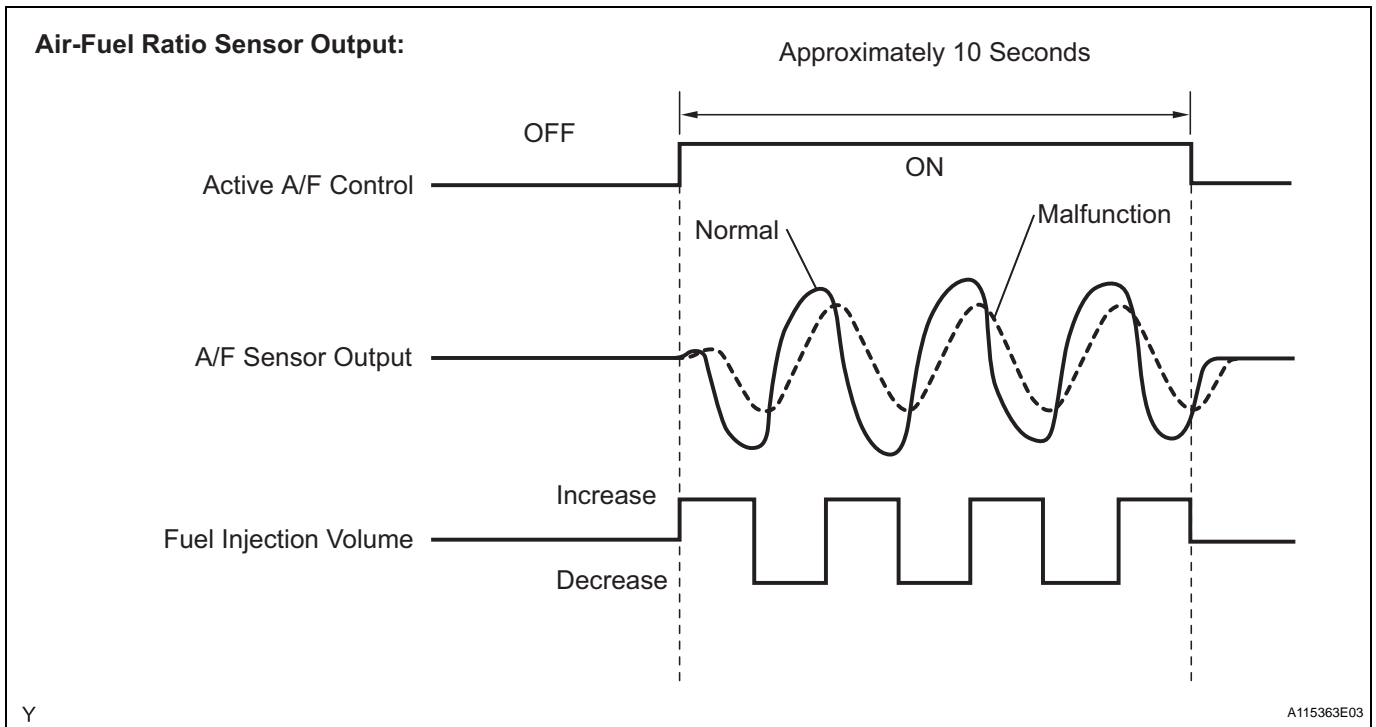 Air-Fuel Ratio Sensor Output:
Approximately 10 Seconds
OFF
ON
Active A/F Control
Normal
Malfunction
A/F Sensor Output
Increase
Fuel Injection Volume
Decrease
Y
A115363E03